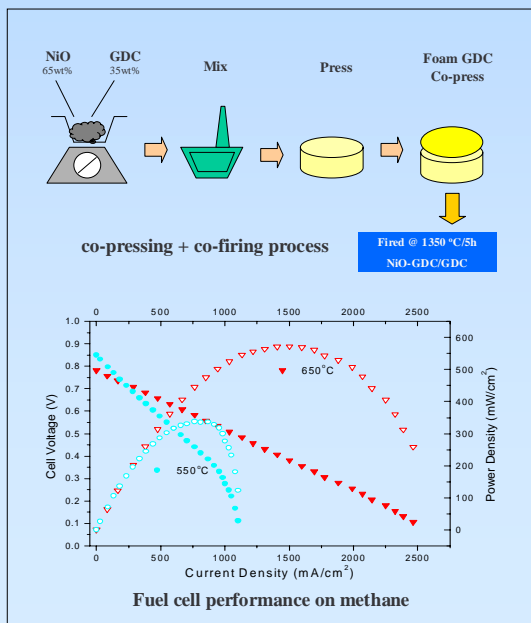 NiO GDC
65wt% 35wt%
Mix
Press
Foam GDC
Co-press
co-pressing + co-firing process
Fired @ 1350 ºC/5h
NiO-GDC/GDC
0 500 1000 1500 2000 2500
1.0
0.9
0.8
0.7
0.6
0.5
0.4
0.3
0.2
0.1
0.0
Cell Voltage (V)
650°C
550°C
600
500
400
300
200
100
0
Power Density (mW/cm²)
0 500 1000 1500 2000 2500
Current Density (mA/cm²)
Fuel cell performance on methane